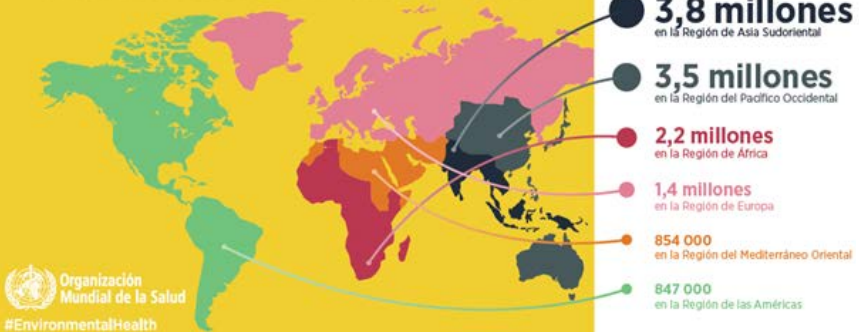 3,8 millones
en la Región de Asia Sudoriental
3,5 millones
en la Región del Pacífico Occidental
2,2 millones
en la Región de África
1,4 millones
en la Región de Europa
854 000
en la Región del Mediterráneo Oriental
847 000
en la Región de las Américas
Organización
Mundial de la Salud
#EnvironmentalHealth